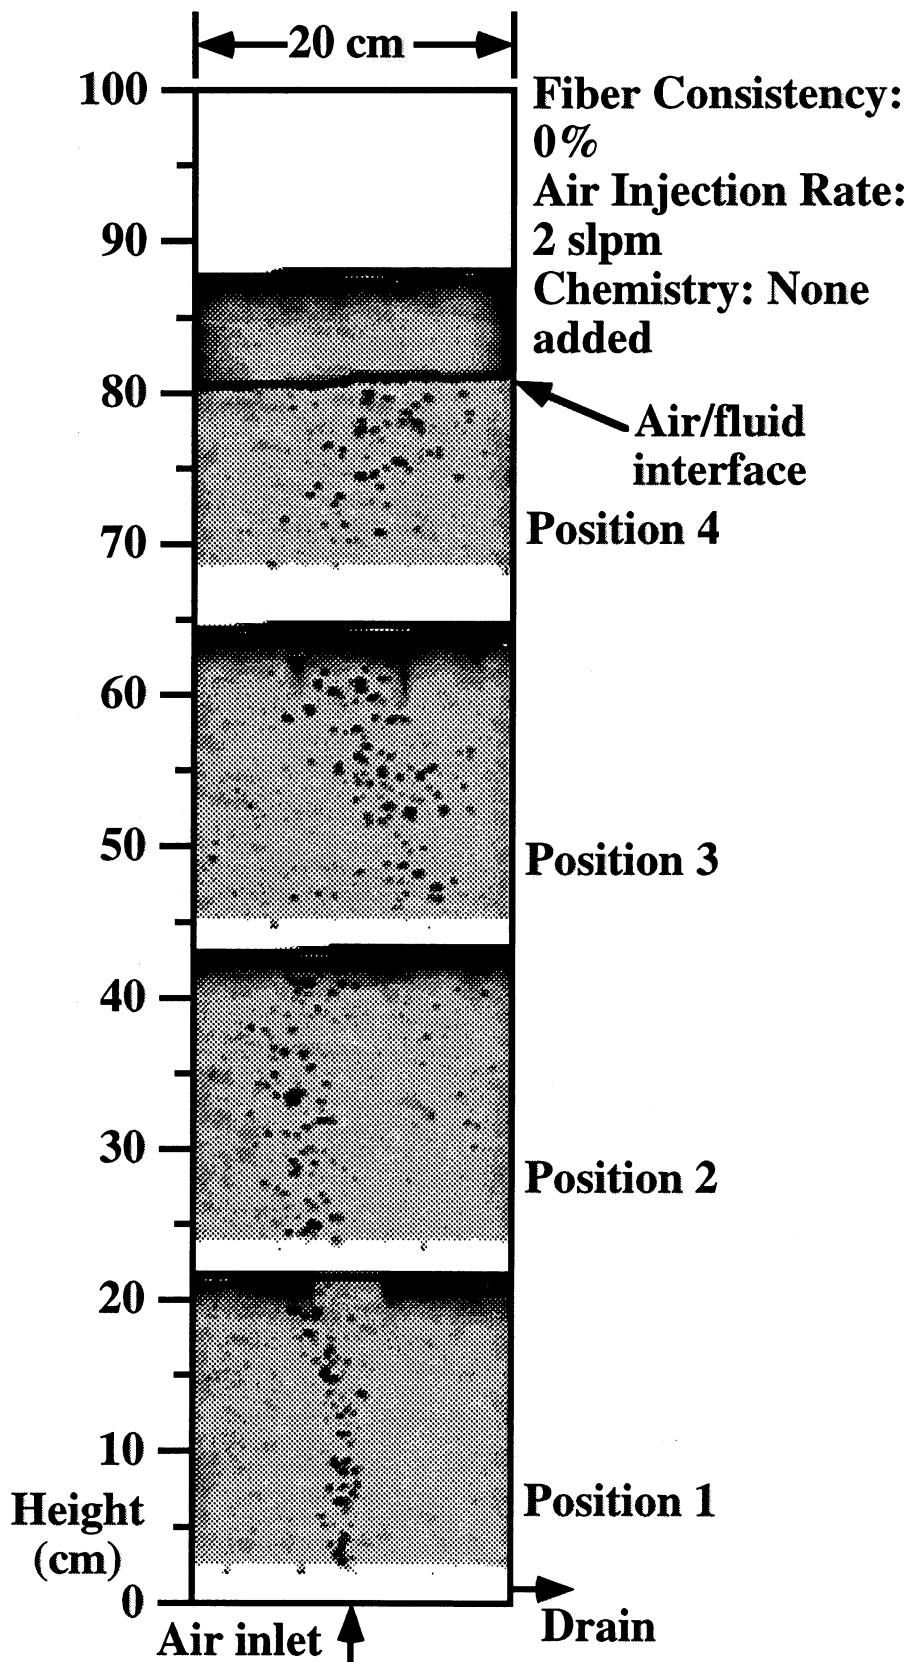 20 cm
100
Fiber Consistency:
0%
Air Injection Rate:
2 slpm
90
Chemistry: None
added
80
Air/fluid
interface
Position 4
70
60
50
Position 3
40
30
Position 2
20
10
Position 1
Height
(cm)
0
Drain
Air inlet